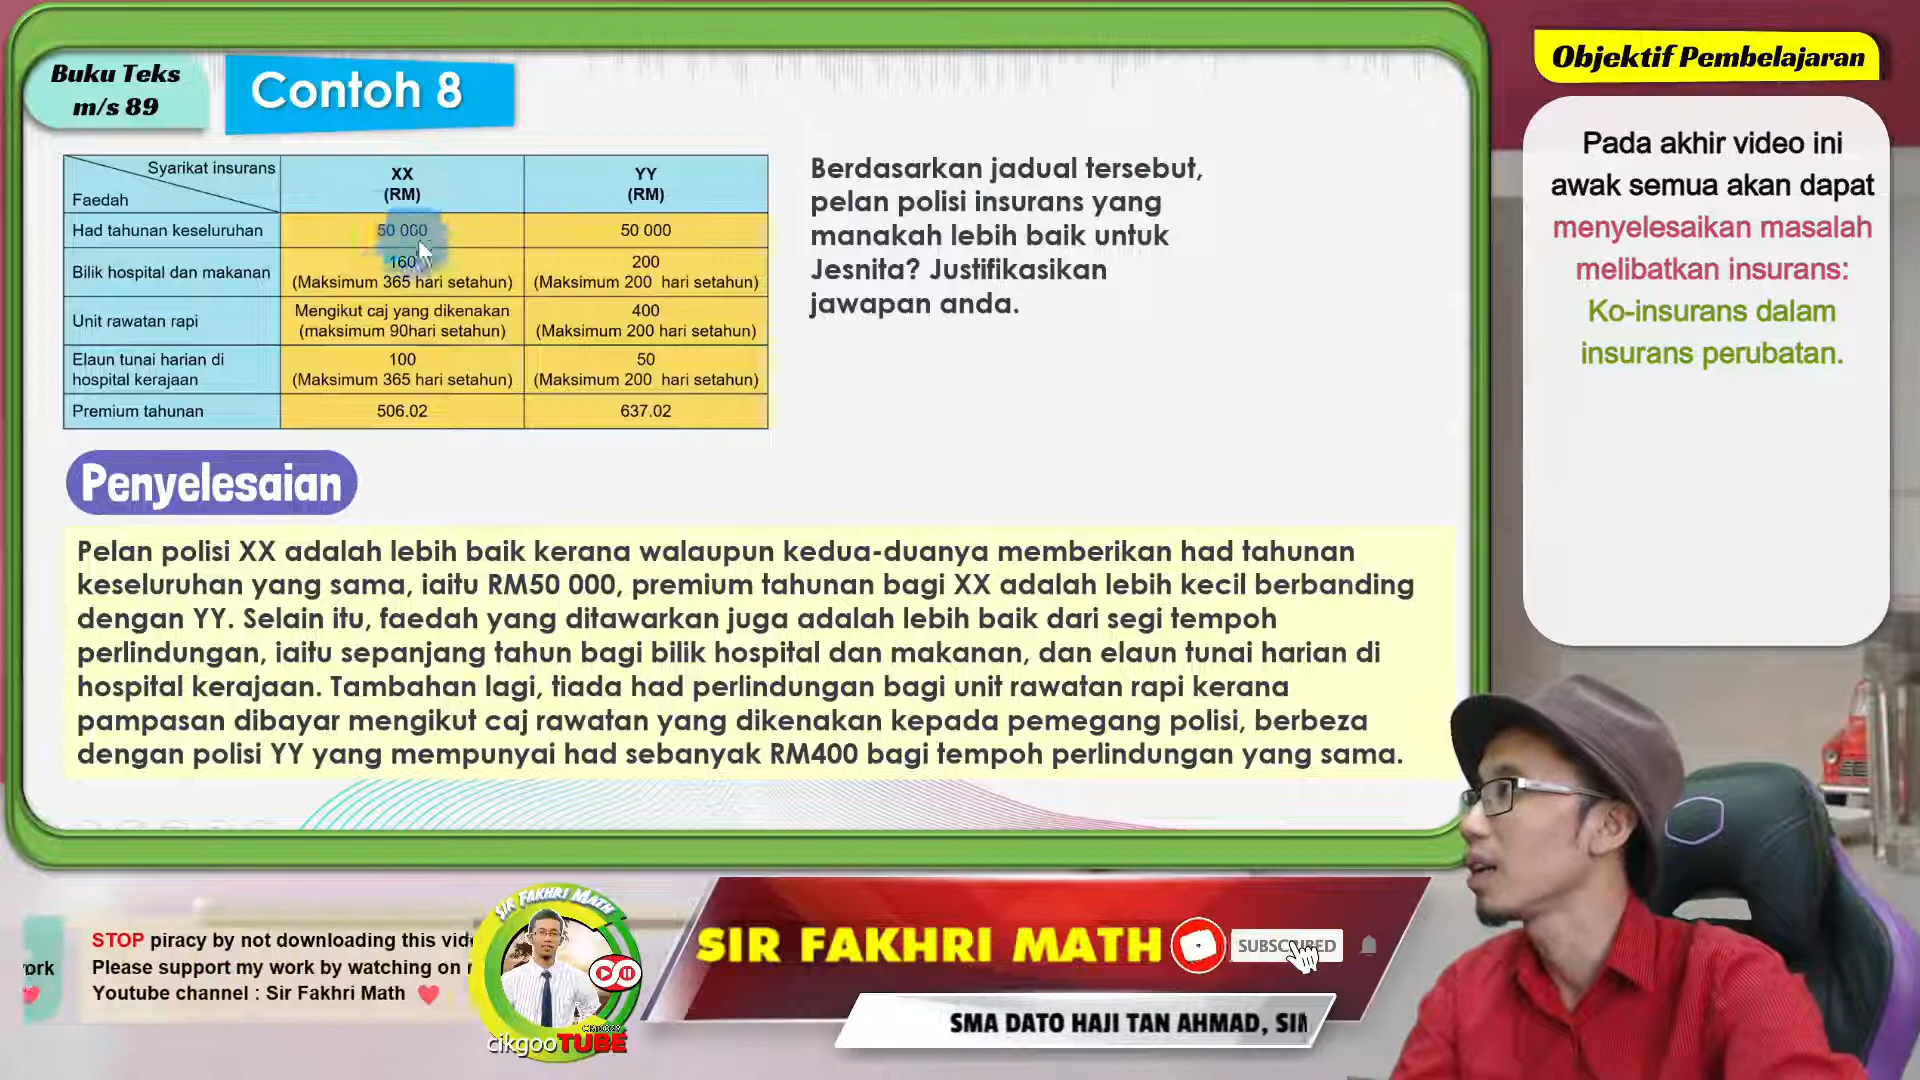 Buku Teks
m/s 89
Contoh 8
Syarikat insurans
Faedah
XX
(RM)
YY
(RM)
Had tahunan keseluruhan
50 000
50 000
Bilik hospital dan makanan
160
(Maksimum 365 hari setahun)
200
(Maksimum 200 hari setahun)
Unit rawatan rapi
Mengikut caj yang dikenakan
(maksimum 90hari setahun)
400
(Maksimum 200 hari setahun)
Elaun tunai harian di
hospital kerajaan
100
(Maksimum 365 hari setahun)
50
(Maksimum 200 hari setahun)
Premium tahunan
506.02
637.02
Berdasarkan jadual tersebut,
pelan polisi insurans yang
manakah lebih baik untuk
Jesnita? Justifikasikan
jawapan anda.
Penyelesaian
Pelan polisi XX adalah lebih baik kerana walaupun kedua-duanya memberikan had tahunan
keseluruhan yang sama, iaitu RM50 000, premium tahunan bagi XX adalah lebih kecil berbanding
dengan YY. Selain itu, faedah yang ditawarkan juga adalah lebih baik dari segi tempoh
perlindungan, iaitu sepanjang tahun bagi bilik hospital dan makanan, dan elaun tunai harian di
hospital kerajaan. Tambahan lagi, tiada had perlindungan bagi unit rawatan rapi kerana
pampasan dibayar mengikut caj rawatan yang dikenakan kepada pemegang polisi, berbeza
dengan polisi YY yang mempunyai had sebanyak RM400 bagi tempoh perlindungan yang sama.
Objektif Pembelajaran
Pada akhir video ini
awak semua akan dapat
menyelesaikan masalah
melibatkan insurans:
Ko-insurans dalam
insurans perubatan.
STOP piracy by not downloading this
Please support my work by watching on
Youtube channel : Sir Fakhri Math
SIR FAKHRI MATH
cikgooTUBE
SIR FAKHRI MATH
SUBSCRIBED
SMA DATO HAJI TAN AHMAD,